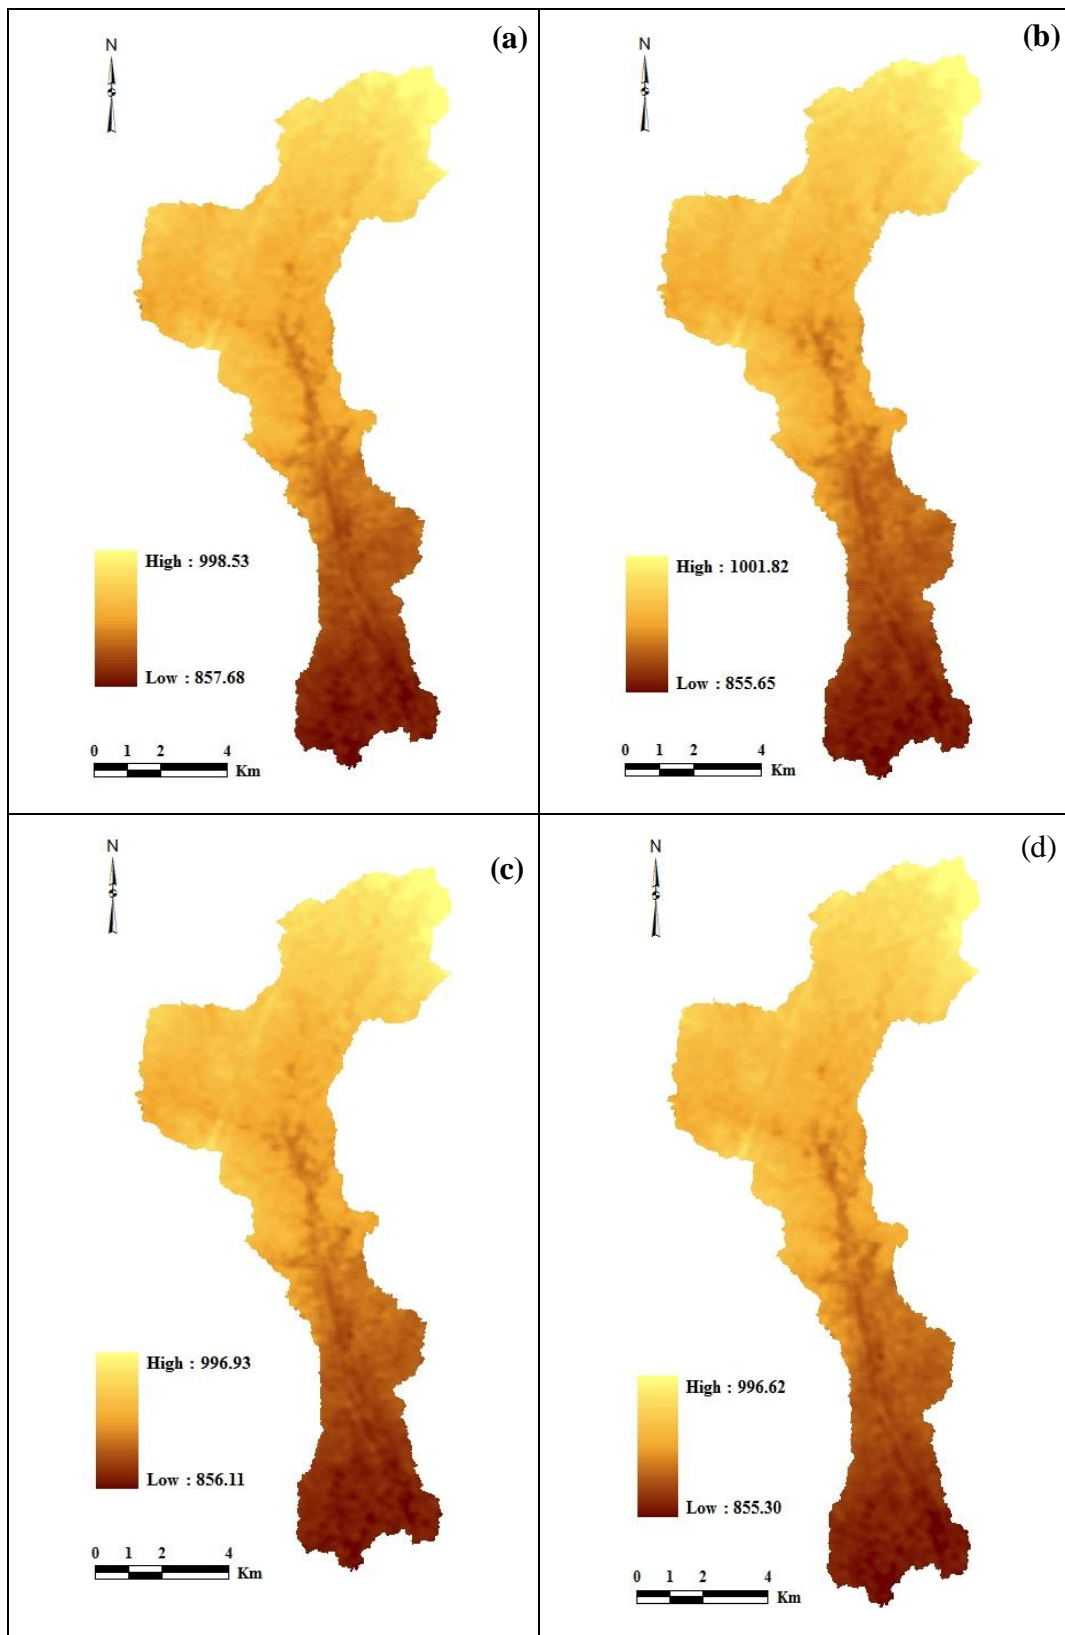 N
(a)
High : 998.53
Low : 857.68
0 1 2 4
Km
N
(b)
High : 1001.82
Low : 855.65
0 1 2 4
Km
N
(c)
High : 996.93
Low : 856.11
0 1 2 4
Km
N
(d)
High : 996.62
Low : 855.30
0 1 2 4
Km